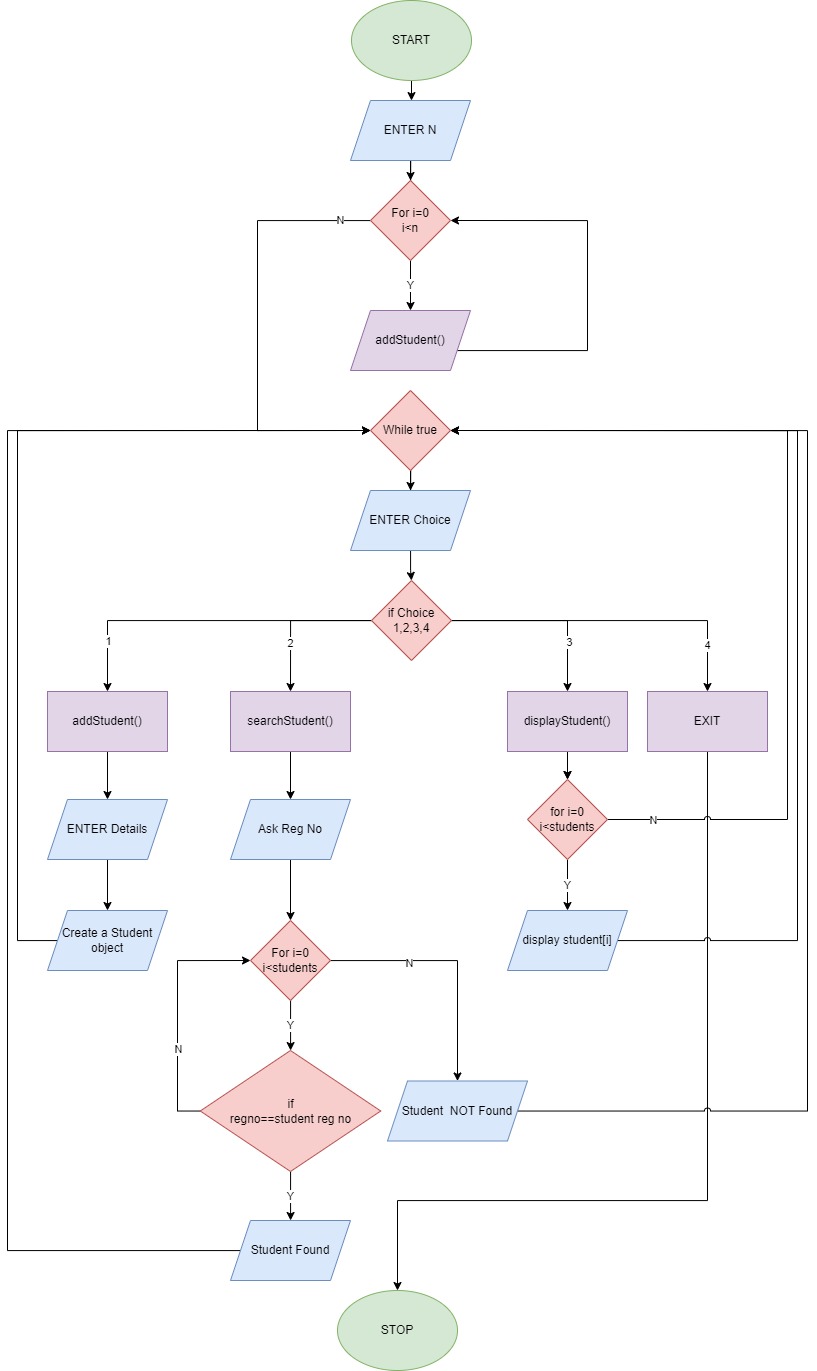 START
ENTER N
For i=0
i<n
N
Y
addStudent()
While true
ENTER Choice
if Choice
1,2,3,4
1
2
3
4
addStudent()
searchStudent()
displayStudent()
EXIT
ENTER Details
Ask Reg No
for i=0
i<students
N
Y
Create a Student
object
display student[i]
For i=0
i<students
N
Y
N
if
regno==student reg no
Student  NOT Found
Y
Student Found
STOP